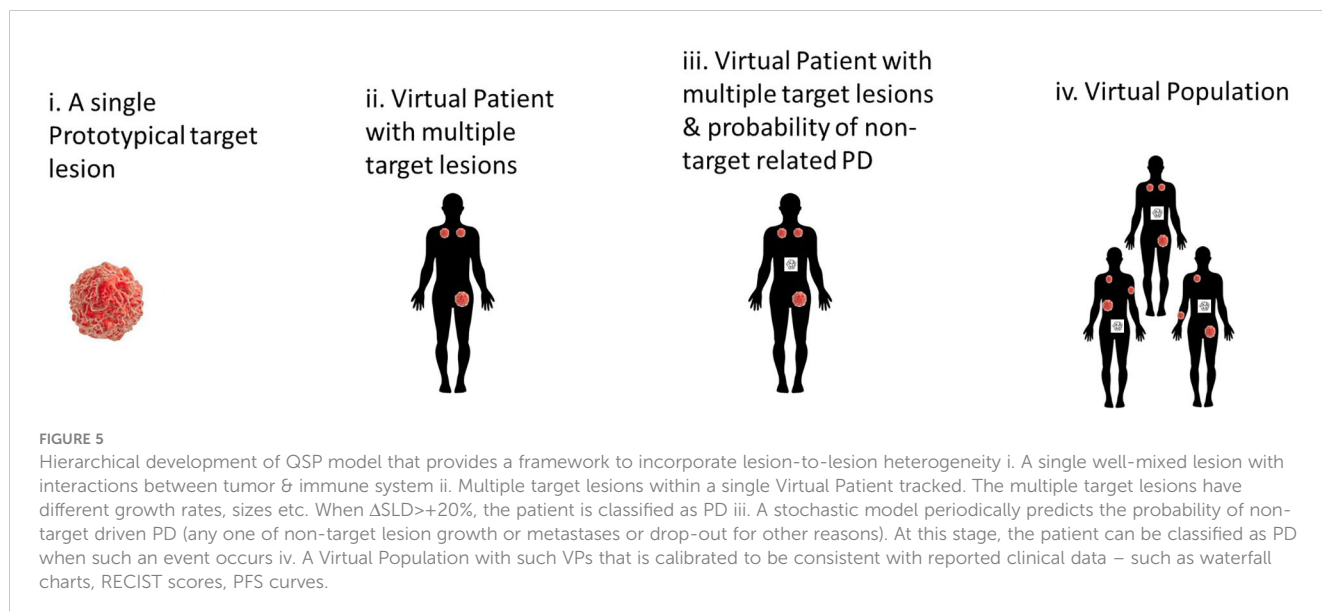 i. A single
Prototypical target
lesion
ii. Virtual Patient
with multiple
target lesions
iii. Virtual Patient with
multiple target lesions
& probability of non-
target related PD
iv. Virtual Population
FIGURE 5
Hierarchical development of QSP model that provides a framework to incorporate lesion-to-lesion heterogeneity i. A single well-mixed lesion with
interactions between tumor & immune system ii. Multiple target lesions within a single Virtual Patient tracked. The multiple target lesions have
different growth rates, sizes etc. When ΔSLD>+20%, the patient is classified as PD iii. A stochastic model periodically predicts the probability of non-
target driven PD (any one of non-target lesion growth or metastases or drop-out for other reasons). At this stage, the patient can be classified as PD
when such an event occurs iv. A Virtual Population with such VPs that is calibrated to be consistent with reported clinical data – such as waterfall
charts, RECIST scores, PFS curves.